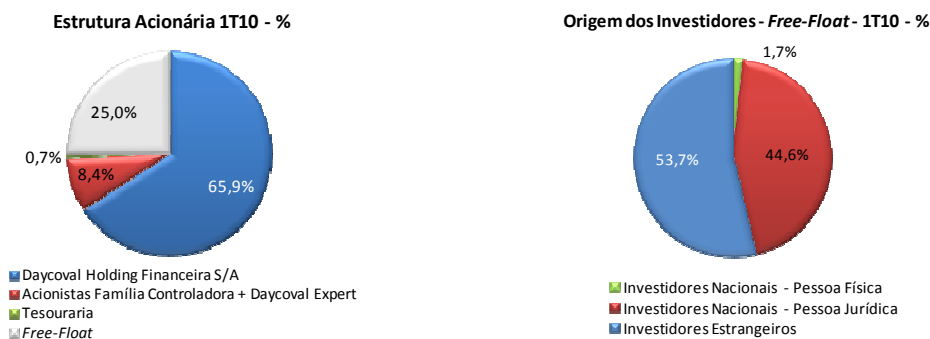 Estrutura Acionária 1T10 - %
25,0%
0,7%
8,4%
65,9%
Daycoval Holding Financeira S/A
Acionistas Família Controladora + Daycoval Expert
Tesouraria
Free-Float
Origem dos Investidores - Free-Float - 1T10 - %
1,7%
53,7%
44,6%
Investidores Nacionais - Pessoa Física
Investidores Nacionais - Pessoa Jurídica
Investidores Estrangeiros